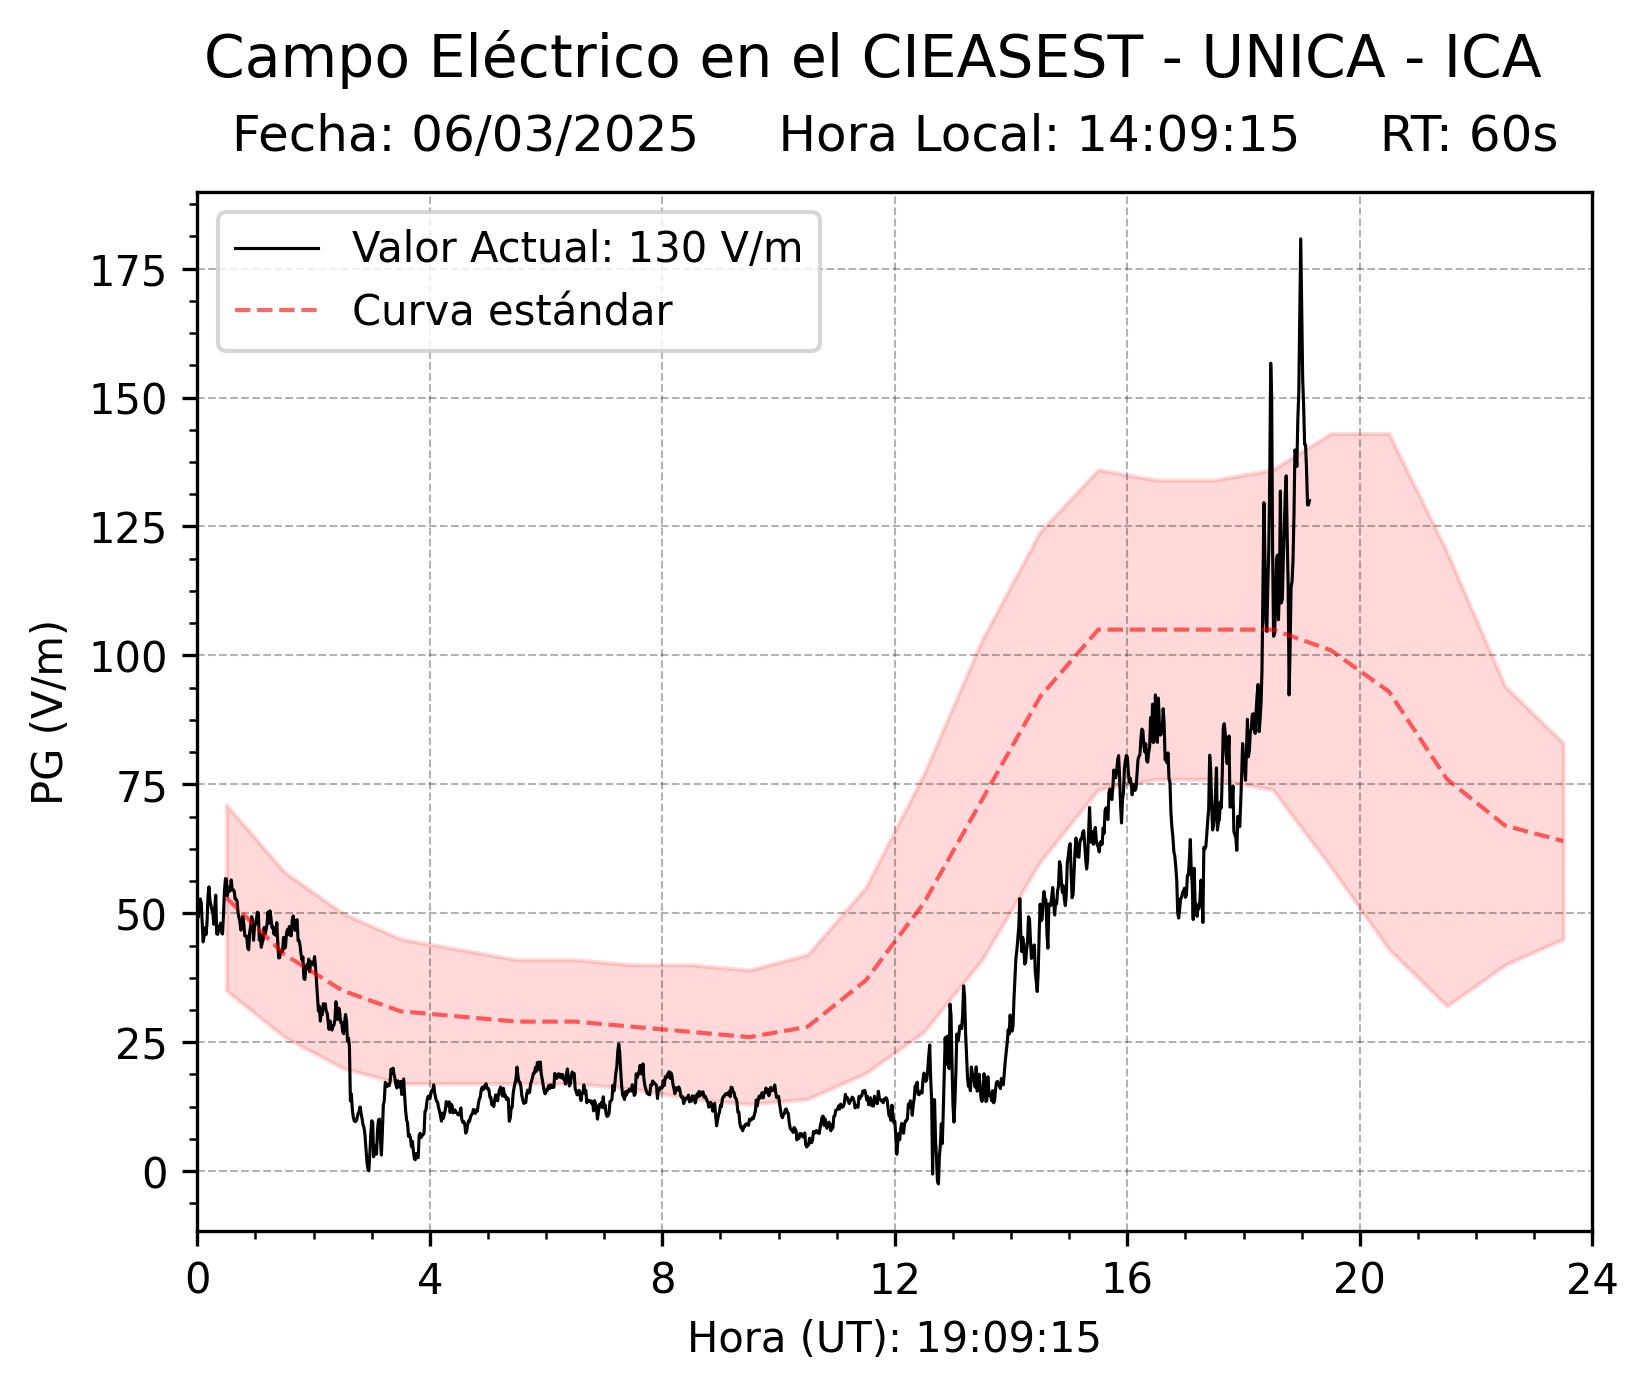 Campo Eléctrico en el CIEASEST - UNICA - ICA
Fecha: 06/03/2025 Hora Local: 14:09:15 RT: 60s
Valor Actual: 130 V/m
Curva estándar
PG (V/m)
175
150
125
100
75
50
25
0
0 4 8 12 16 20 24
Hora (UT): 19:09:15